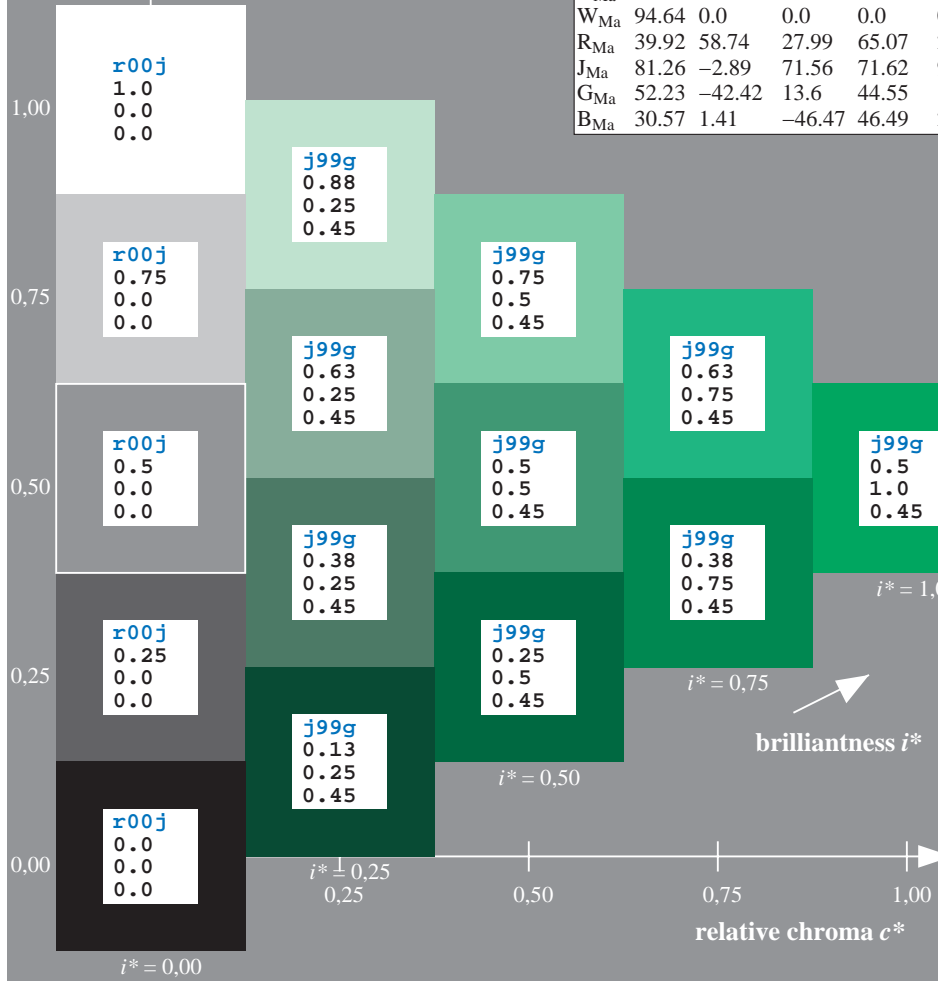 W_Ma 94.64 0.0 0.0 0.0
R_Ma 39.92 58.74 27.99 65.07
J_Ma 81.26 −2.89 71.56 71.62
G_Ma 52.23 −42.42 13.6 44.55
B_Ma 30.57 1.41 −46.47 46.49
r00j
1.0
0.0
0.0
1,00
j99g
0.88
0.25
0.45
r00j
0.75
0.0
0.0
j99g
0.75
0.5
0.45
0,75
j99g
0.63
0.25
0.45
j99g
0.63
0.75
0.45
r00j
0.5
0.0
0.0
j99g
0.5
0.5
0.45
j99g
0.5
1.0
0.45
0,50
j99g
0.38
0.25
0.45
j99g
0.38
0.75
0.45
i* = 1,0
r00j
0.25
0.0
0.0
j99g
0.25
0.5
0.45
0,25
i* = 0,75
j99g
0.13
0.25
0.45
brilliantness i*
i* = 0,50
r00j
0.0
0.0
0.0
0,00
i* = 0,25
0,25 0,50 0,75 1,00
relative chroma c*
i* = 0,00